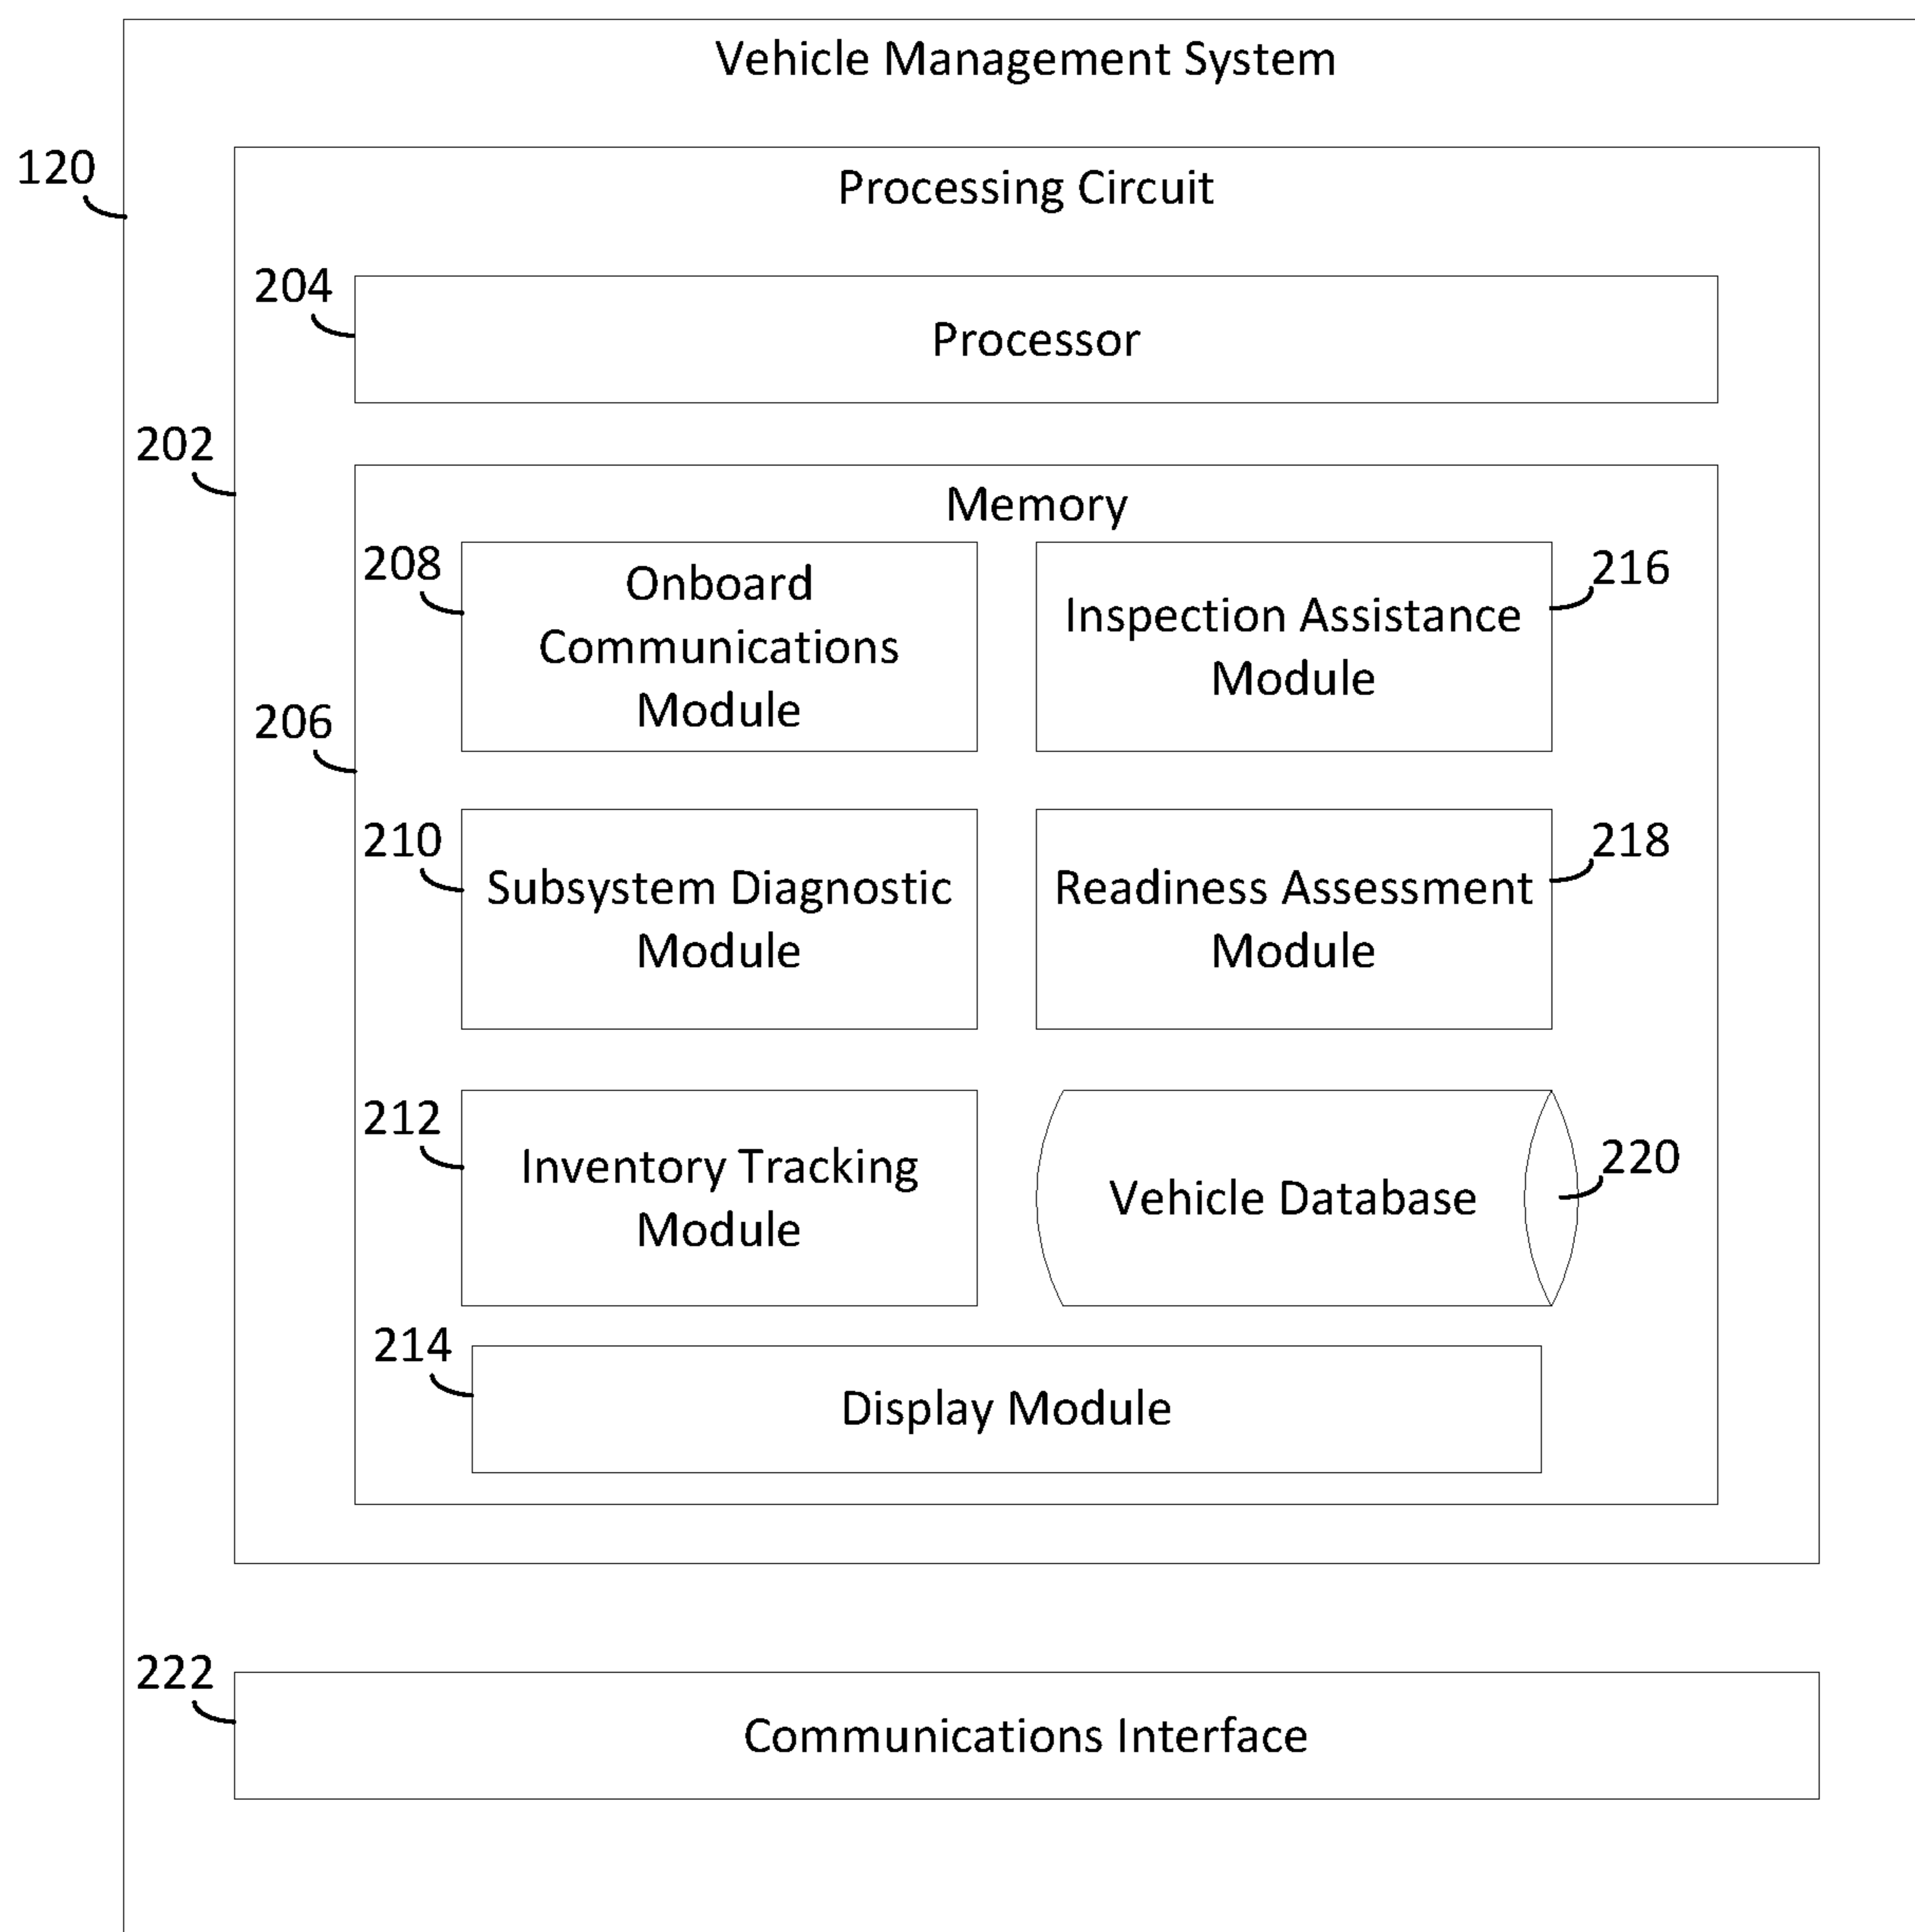 Vehicle Management System
120
Processing Circuit
204
Processor
202
Memory
208
Onboard
Communications
Module
216
Inspection Assistance
Module
206
210
Subsystem Diagnostic
Module
218
Readiness Assessment
Module
212
Inventory Tracking
Module
220
Vehicle Database
214
Display Module
222
Communications Interface